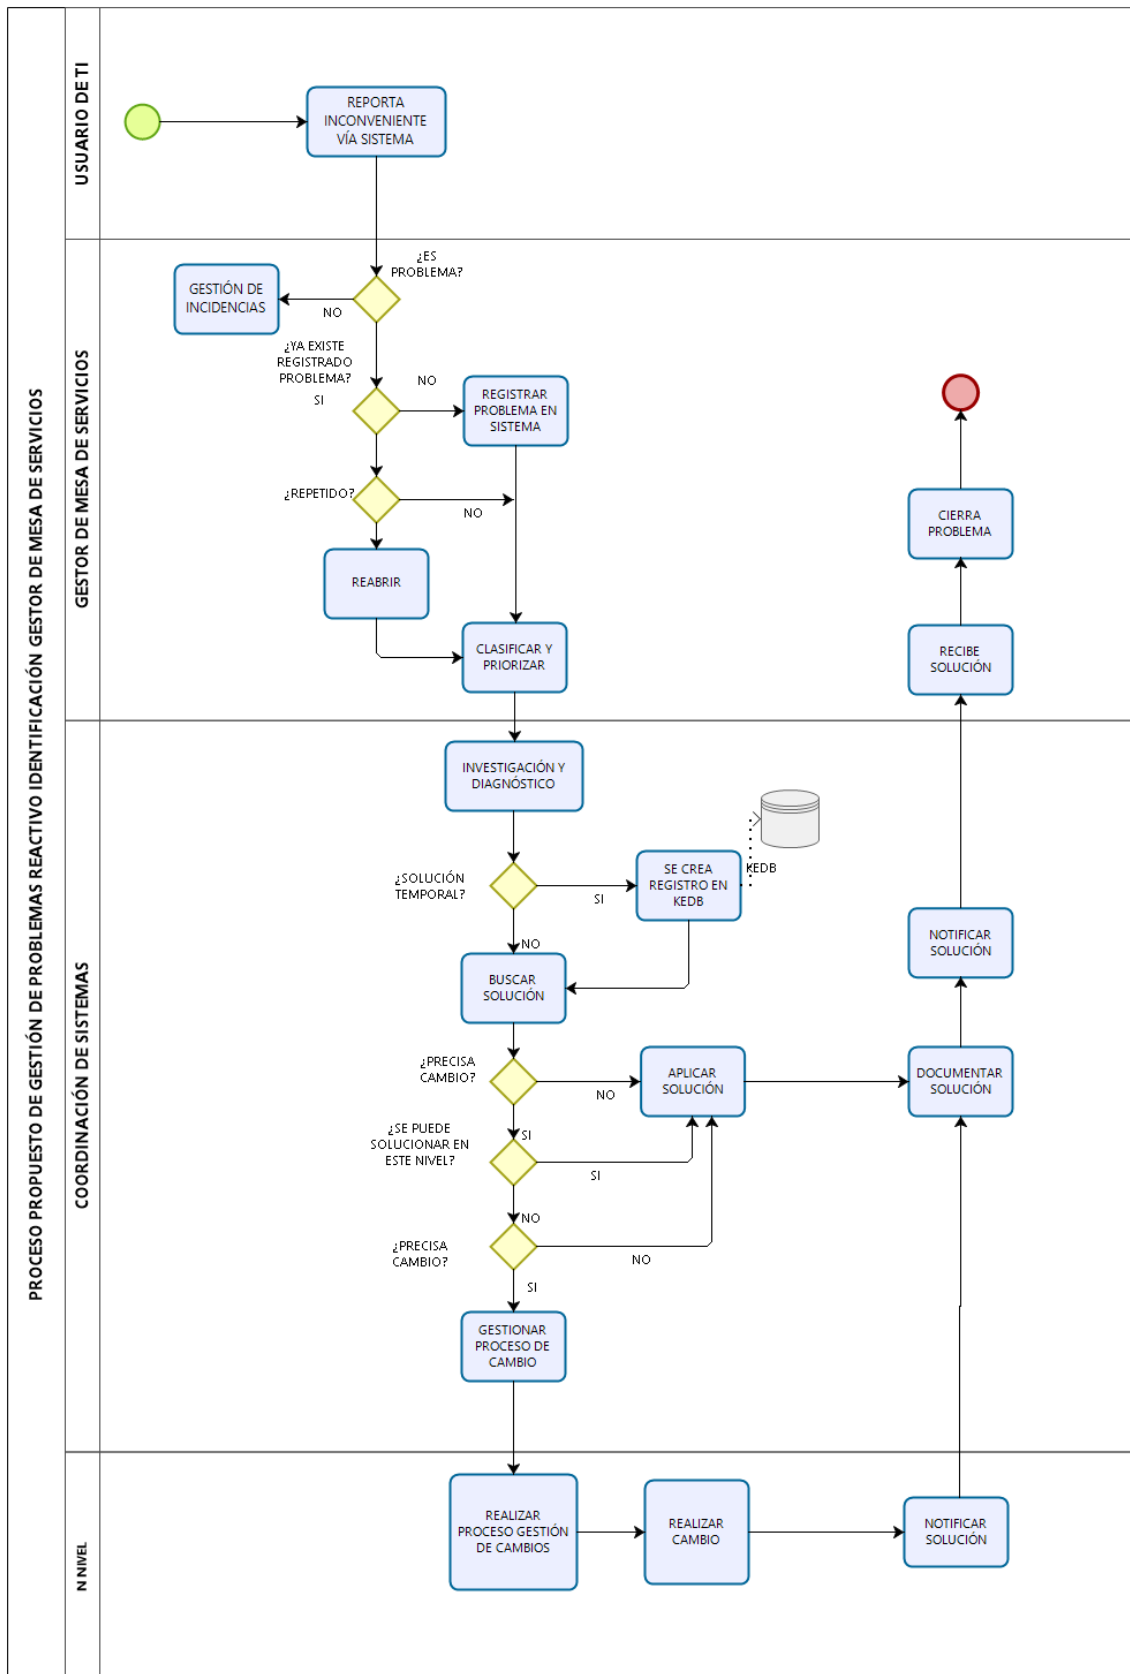 PROCESO PROPUESTO DE GESTIÓN DE PROBLEMAS REACTIVO IDENTIFICACIÓN GESTOR DE MESA DE SERVICIOS
USUARIO DE TI
REPORTA
INCONVENIENTE
VÍA SISTEMA
GESTOR DE MESA DE SERVICIOS
¿ES
PROBLEMA?
GESTIÓN DE
INCIDENCIAS
NO
¿YA EXISTE
REGISTRADO
PROBLEMA?
NO
SI
REGISTRAR
PROBLEMA EN
SISTEMA
¿REPETIDO?
NO
REABRIR
CLASIFICAR Y
PRIORIZAR
CIERRA
PROBLEMA
RECIBE
SOLUCIÓN
COORDINACIÓN DE SISTEMAS
INVESTIGACIÓN Y
DIAGNÓSTICO
¿SOLUCIÓN
TEMPORAL?
SI
SE CREA
REGISTRO EN
KEDB
KEDB
NO
BUSCAR
SOLUCIÓN
NOTIFICAR
SOLUCIÓN
¿PRECISA
CAMBIO?
NO
APLICAR
SOLUCIÓN
DOCUMENTAR
SOLUCIÓN
SI
¿SE PUEDE
SOLUCIONAR EN
ESTE NIVEL?
SI
NO
¿PRECISA
CAMBIO?
NO
SI
GESTIONAR
PROCESO DE
CAMBIO
N NIVEL
REALIZAR
PROCESO GESTIÓN
DE CAMBIOS
REALIZAR
CAMBIO
NOTIFICAR
SOLUCIÓN